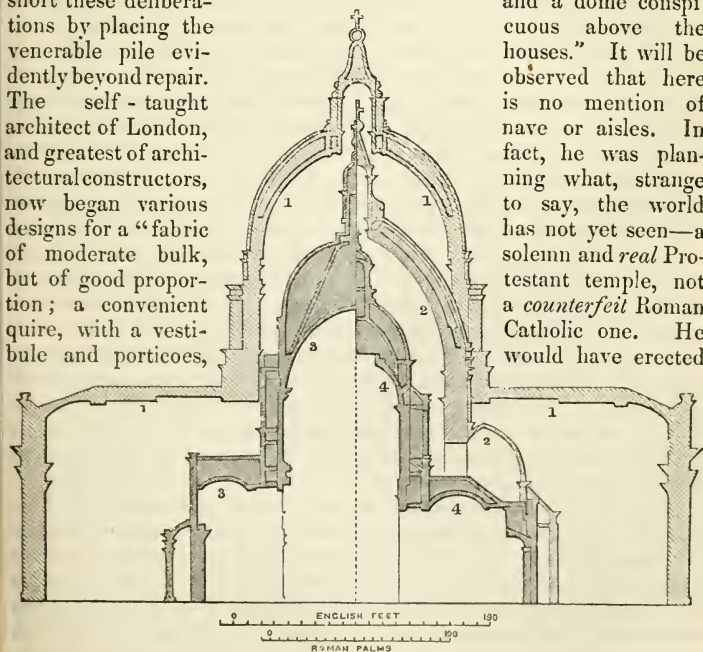 short these delibera-
tions by placing the
venerable pile evi-
dently beyond repair.
The self - taught
architect of London,
and greatest of archi-
tectural constructors,
now began various
designs for a “fabric
of moderate bulk,
but of good propor-
tion ; a convenient
quire, with a vesti-
bule and porticoes,
and a dome conspi
cuous above the
houses.” It will be
observed that here
is no mention of
nave or aisles. In
fact, he was plan-
ning what, strange
to say, the world
has not yet seen—a
solemn and real Pro-
testant temple, not
a counterfeit Roman
Catholic one. He
would have erected
1
1
2
3
4
1
1
2
3
4
0 ENGLISH FEET 190
0 190
ROMAN PALMS